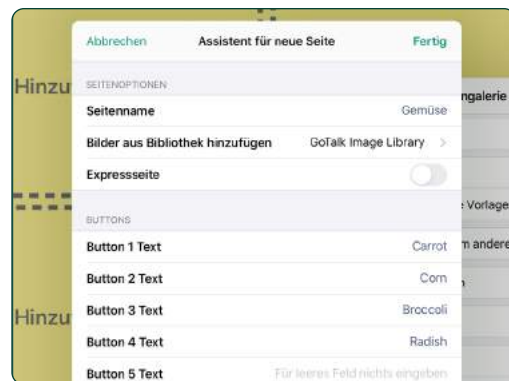 Abbrechen Assistent für neue Seite Fertig
Hinzu
SEITENOPTIONEN
ngalerie
Seitenname Gemüse
Bilder aus Bibliothek hinzufügen GoTalk Image Library >
Expressseite
e Vorlage
BUTTONS
m andere
Button 1 Text Carrot
Button 2 Text Corn
n
Button 3 Text Broccoli
Hinzu
Button 4 Text Radish
Button 5 Text Für leeres Feld nichts eingeben